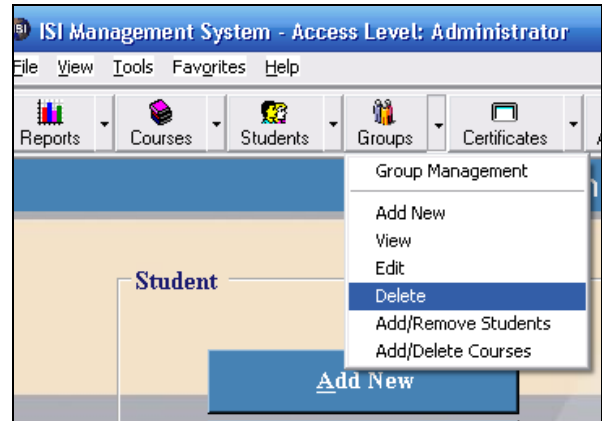 ISI Management System - Access Level: Administrator
File View Tools Favorites Help
Reports Courses Students Groups Certificates
Group Management
Add New
View
Edit
Student
Delete
Add/Remove Students
Add/Delete Courses
Add New